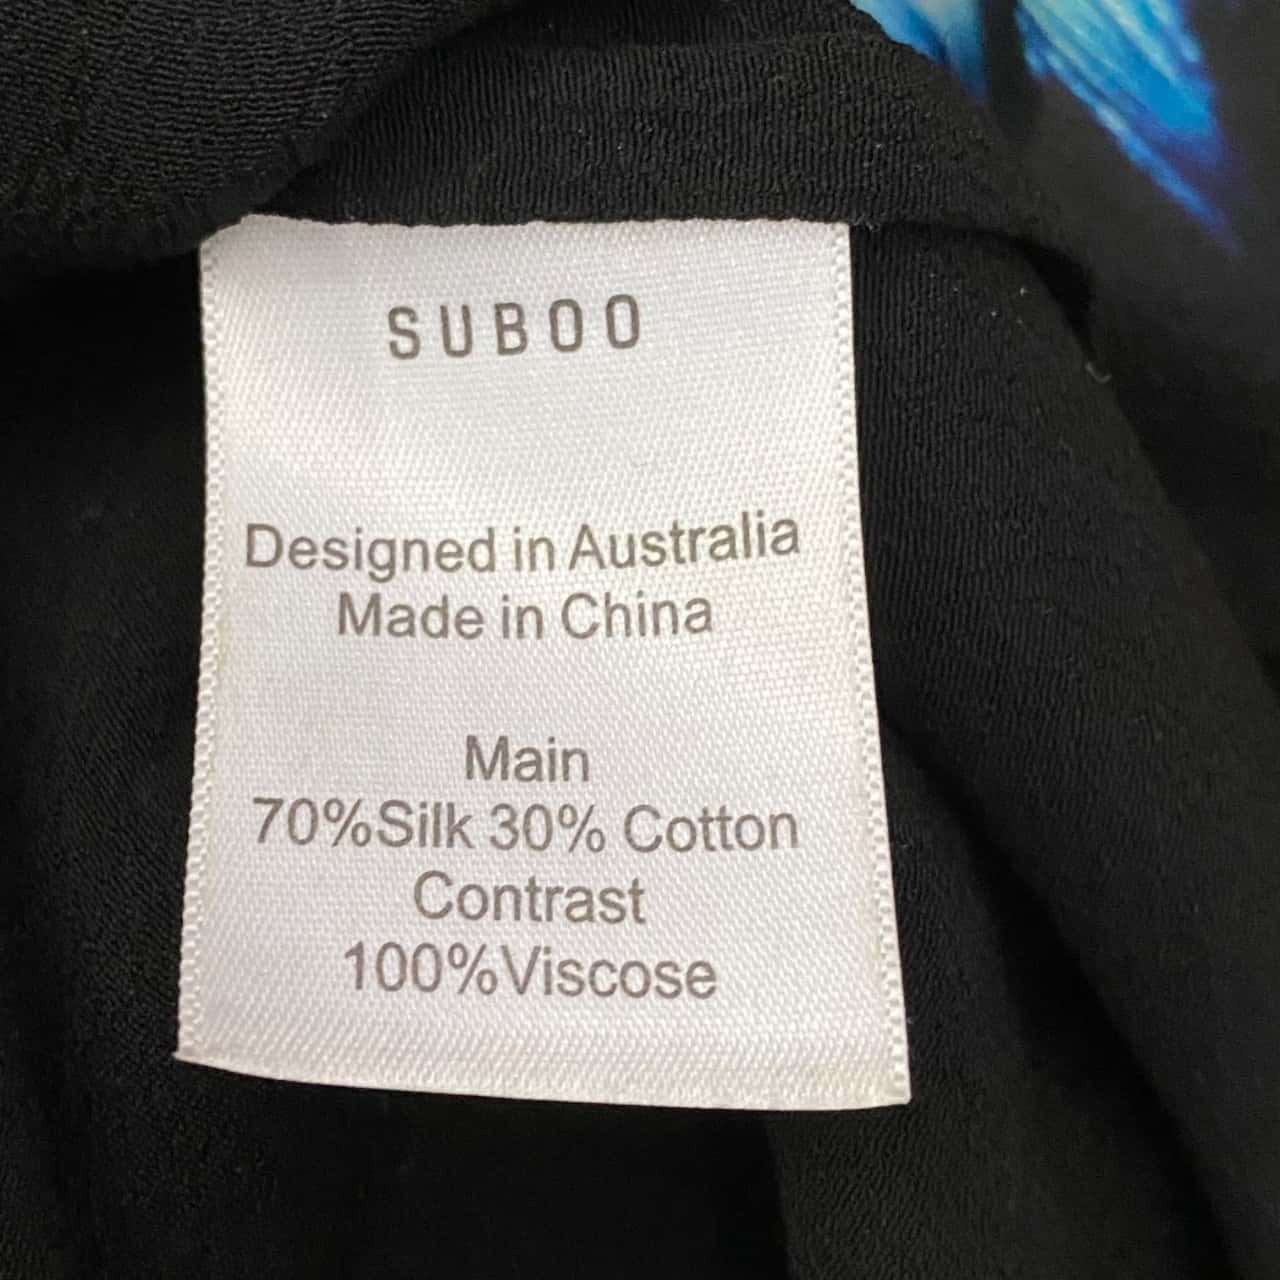 SUBOO
Designed in Australia
Made in China
Main
70%Silk 30% Cotton
Contrast
100%Viscose